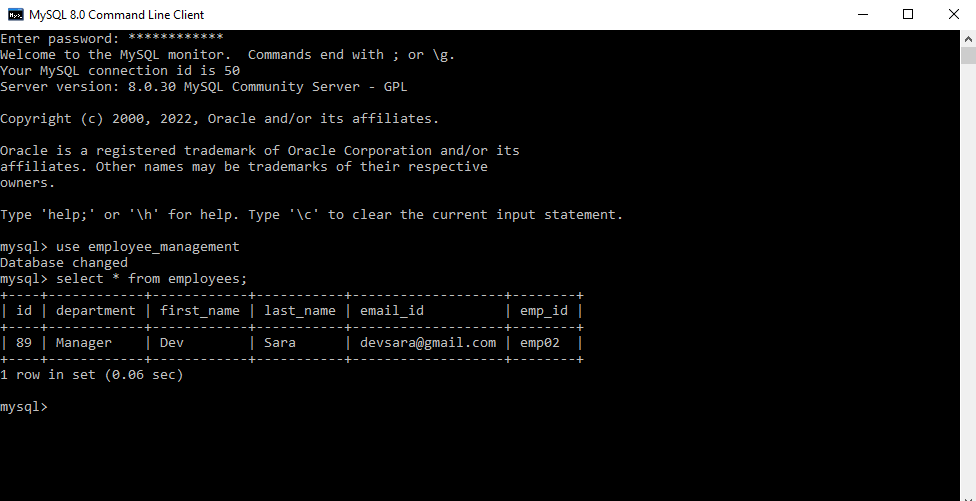 MySQL 8.0 Command Line Client
Enter password: ************
Welcome to the MySQL monitor.  Commands end with ; or \g.
Your MySQL connection id is 50
Server version: 8.0.30 MySQL Community Server - GPL
Copyright (c) 2000, 2022, Oracle and/or its affiliates.
Oracle is a registered trademark of Oracle Corporation and/or its
affiliates. Other names may be trademarks of their respective
owners.
Type 'help;' or '\h' for help. Type '\c' to clear the current input statement.
mysql> use employee_management
Database changed
mysql> select * from employees;
+----+------------+------------+-----------+-------------------+--------+
| id | department | first_name | last_name | email_id          | emp_id |
+----+------------+------------+-----------+-------------------+--------+
| 89 | Manager    | Dev        | Sara      | devsara@gmail.com | emp02  |
+----+------------+------------+-----------+-------------------+--------+
1 row in set (0.06 sec)
mysql>